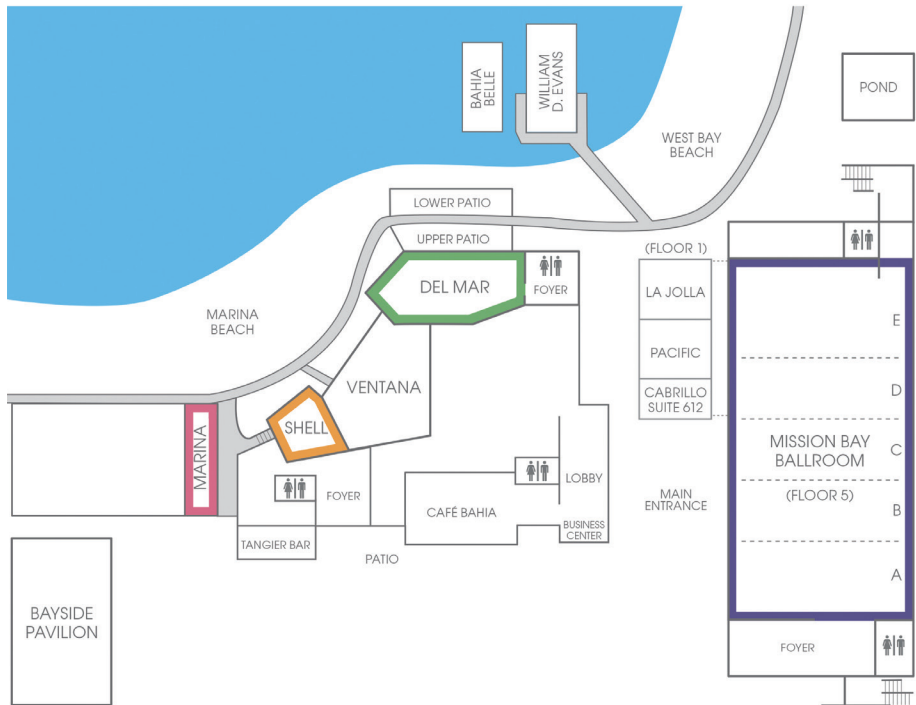 BAHIA
BELLE
WILLIAM
D. EVANS
POND
WEST BAY
BEACH
LOWER PATIO
UPPER PATIO
(FLOOR 1)
DEL MAR
FOYER
LA JOLLA
MARINA
BEACH
E
PACIFIC
VENTANA
D
CABRILLO
SUITE 612
SHELL
MARINA
MISSION BAY
BALLROOM
C
(FLOOR 5)
LOBBY
FOYER
MAIN
ENTRANCE
CAFÉ BAHIA
B
BUSINESS
CENTER
TANGIER BAR
PATIO
A
BAYSIDE
PAVILION
FOYER